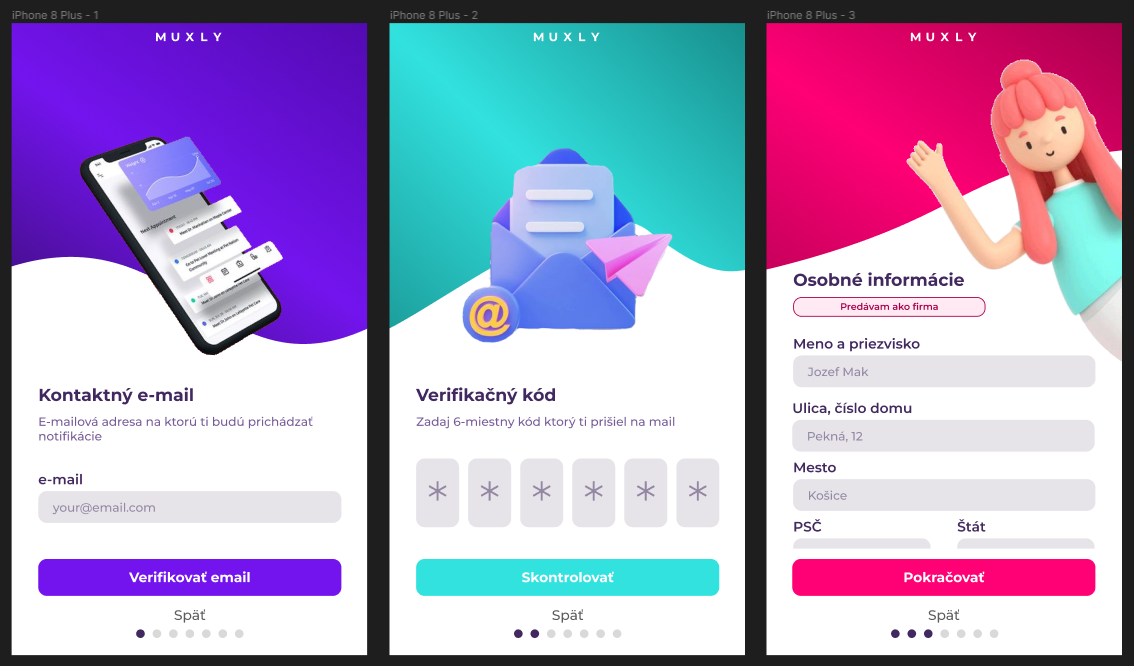 iPhone 8 Plus - 1
MUXLY
Kontaktný e-mail
E-mailová adresa na ktorú ti budú prichádzať
notifikácie
e-mail
your@email.com
Verifikovať email
Späť
iPhone 8 Plus - 2
MUXLY
@
Verifikačný kód
Zadaj 6-miestny kód ktorý ti prišiel na mail
* * * * * *
Skontrolovať
Späť
iPhone 8 Plus - 3
MUXLY
Osobné informácie
Predávam ako firma
Meno a priezvisko
Jozef Mak
Ulica, číslo domu
Pekná, 12
Mesto
Košice
PSČ Štát
Pokračovať
Späť